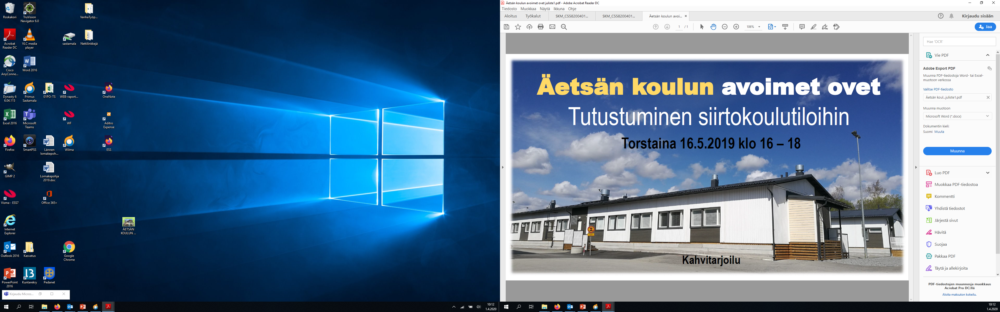 Roskakori
TruVision
Navigator 6.0
VanhaTyöp...
Acrobat
Reader DC
VLC media
player
sastamala
Nettilinkkejä
Cisco
AnyConne...
Word 2016
Dynasty 6
6.04.115
Primus
Sastamala
01PO-TS
WEB-raport...
OneNote
Excel 2016
Microsoft
Teams
WF
Aditro
Expense
Firefox
SmartPSS
Lännen
lomakepoh...
Wilma
ESS
GIMP 2
Lomakepohja
2019.doc
Visma - ESS7
Office 365+
Internet
Explorer
ÄETSÄN
KOULUN ...
Outlook 2016
Kasvatus
Google
Chrome
PowerPoint
2016
Kuntarekry
Pedanet
Kirjaudu Micros...
10:12
1.4.2020
Äetsän koulun avoimet ovet juliste1.pdf - Adobe Acrobat Reader DC
Tiedosto Muokkaa Näytä Ikkuna Ohje
Aloitus Työkalut SKM_C558200401... SKM_C558200401... Äetsän koulun avoi... Kirjaudu sisään
1 / 1 106% Jaa
Äetsän koulun avoimet ovet
Tutustuminen siirtokoulutiloihin
Torstaina 16.5.2019 klo 16 – 18
Kahvitarjoilu
Hae 'OCR'
Vie PDF
Adobe Export PDF
Muunna PDF-tiedostoja Word- tai Excel-
muotoon verkossa
Valitse PDF-tiedosto
Äetsän koul...juliste1.pdf
Muunna muotoon
Microsoft Word (*.docx)
Dokumentin kieli:
Suomi Muuta
Muunna
Luo PDF
Muokkaa PDF-tiedostoa
Kommentti
Yhdistä tiedostot
Järjestä sivut
Hävitä
Suojaa
Pakkaa PDF
Täytä ja allekirjoita
PDF-tiedostojen muunnosja muokkaus
Acrobat Pro DC:llä
Aloita maksuton kokeilu.
10:12
1.4.2020